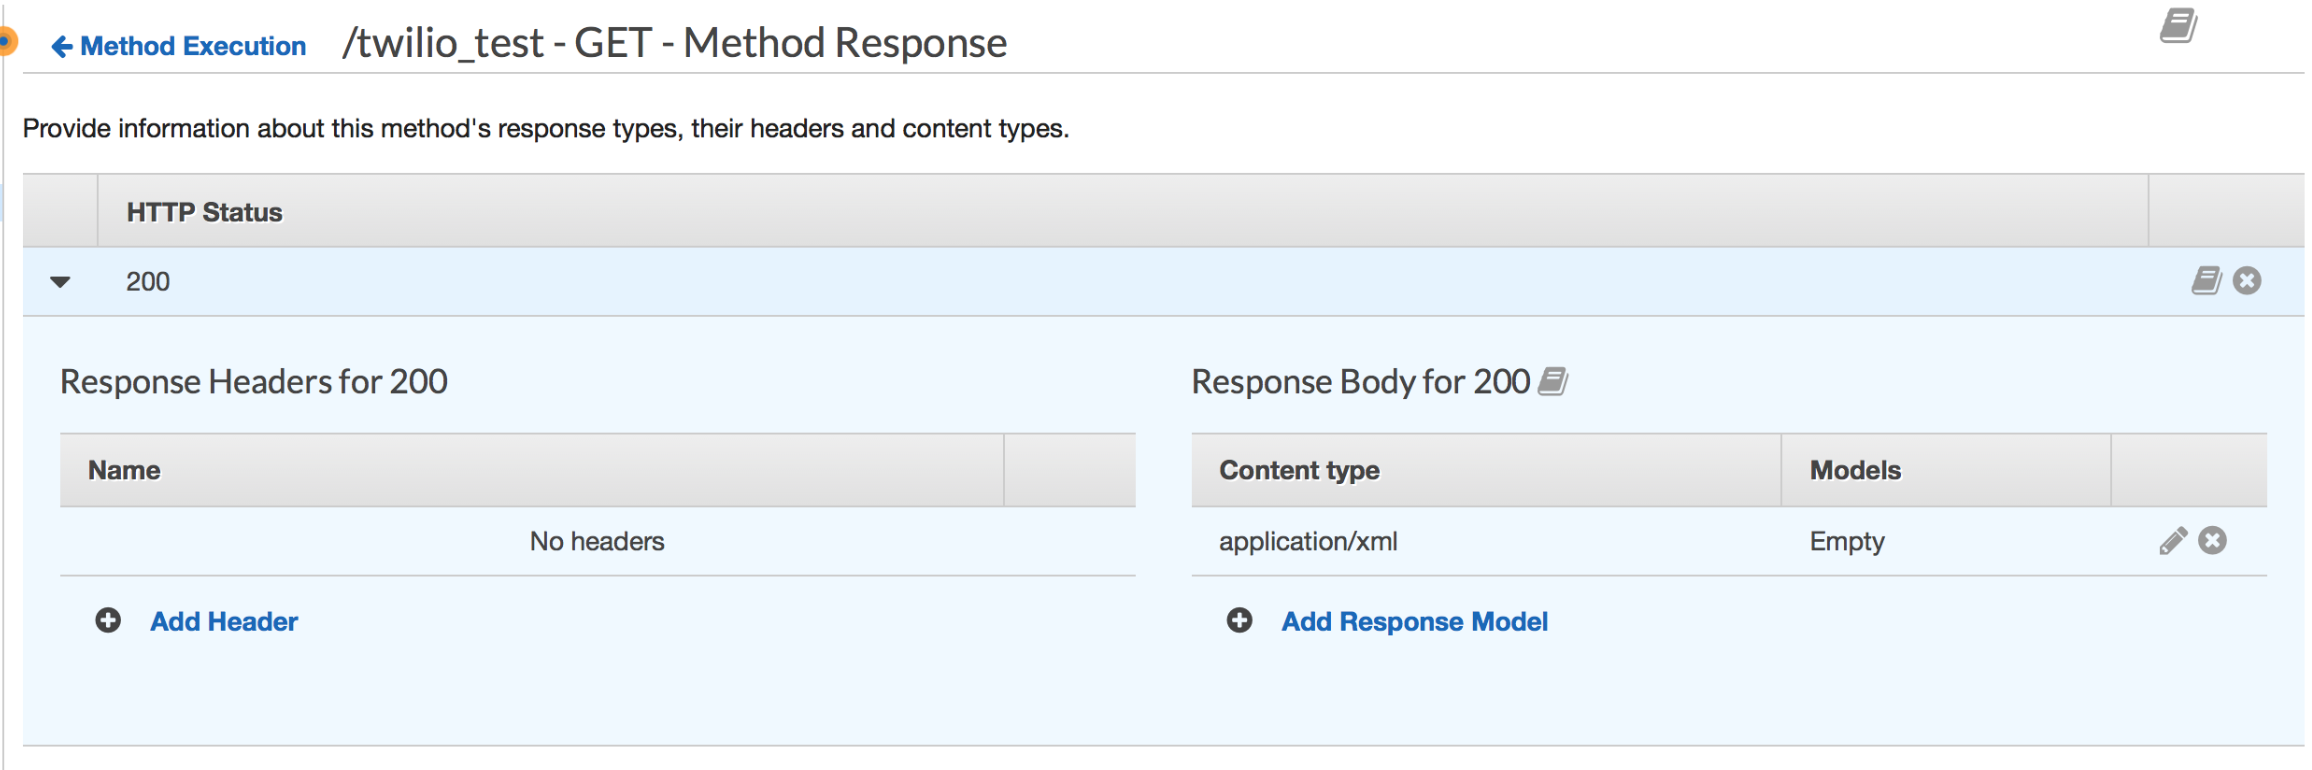 Method Execution /twilio_test - GET - Method Response
Provide information about this method's response types, their headers and content types.
HTTP Status
200
Response Headers for 200
Name
No headers
Add Header
Response Body for 200
Content type Models
application/xml Empty
Add Response Model